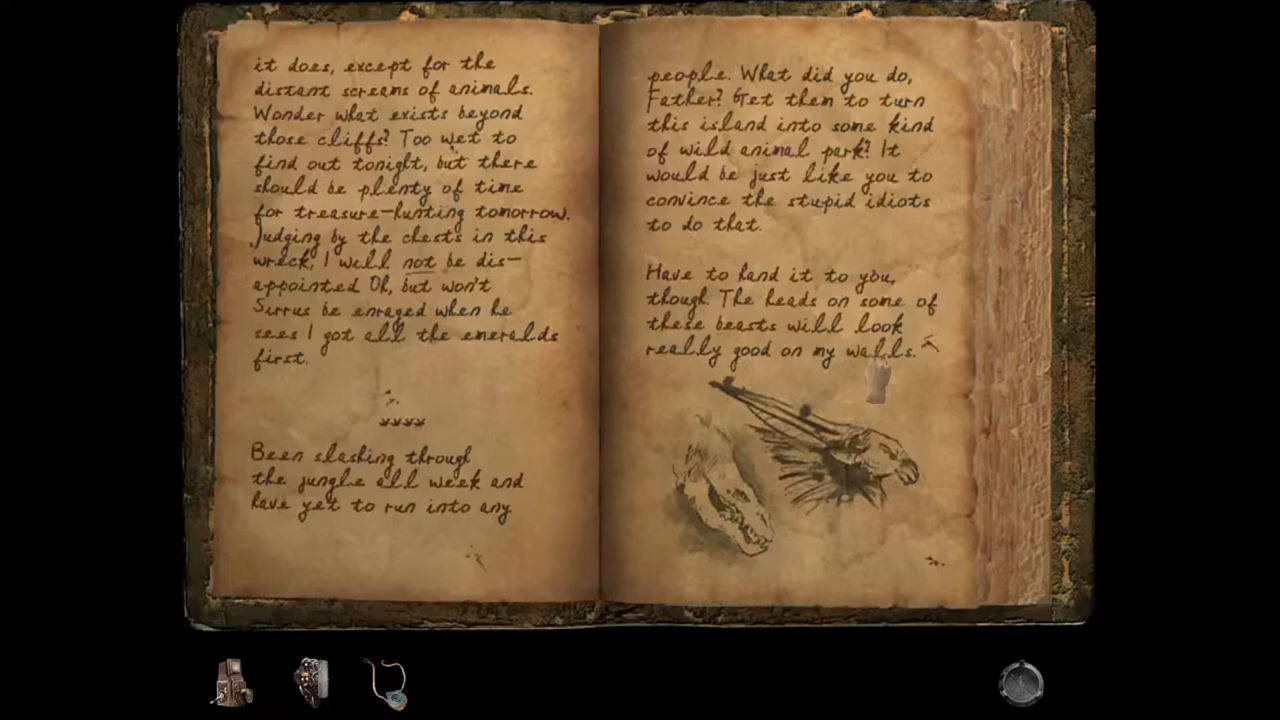 it does, except for the
distant screams of animals.
Wonder what exists beyond
those cliffs? Too wet to
find out tonight, but there
should be plenty of time
for treasure-hunting tomorrow.
Judging by the chests in this
wreck, I will not be dis-
appointed. Oh, but won't
Sirrus be enraged when he
sees I got all the emeralds
first.
Been slashing through
the jungle all week and
have yet to run into any
people. What did you do,
Father? Get them to turn
this island into some kind
of wild animal park? It
would be just like you to
convince the stupid idiots
to do that.
Have to hand it to you,
though. The heads on some of
these beasts will look
really good on my walls.